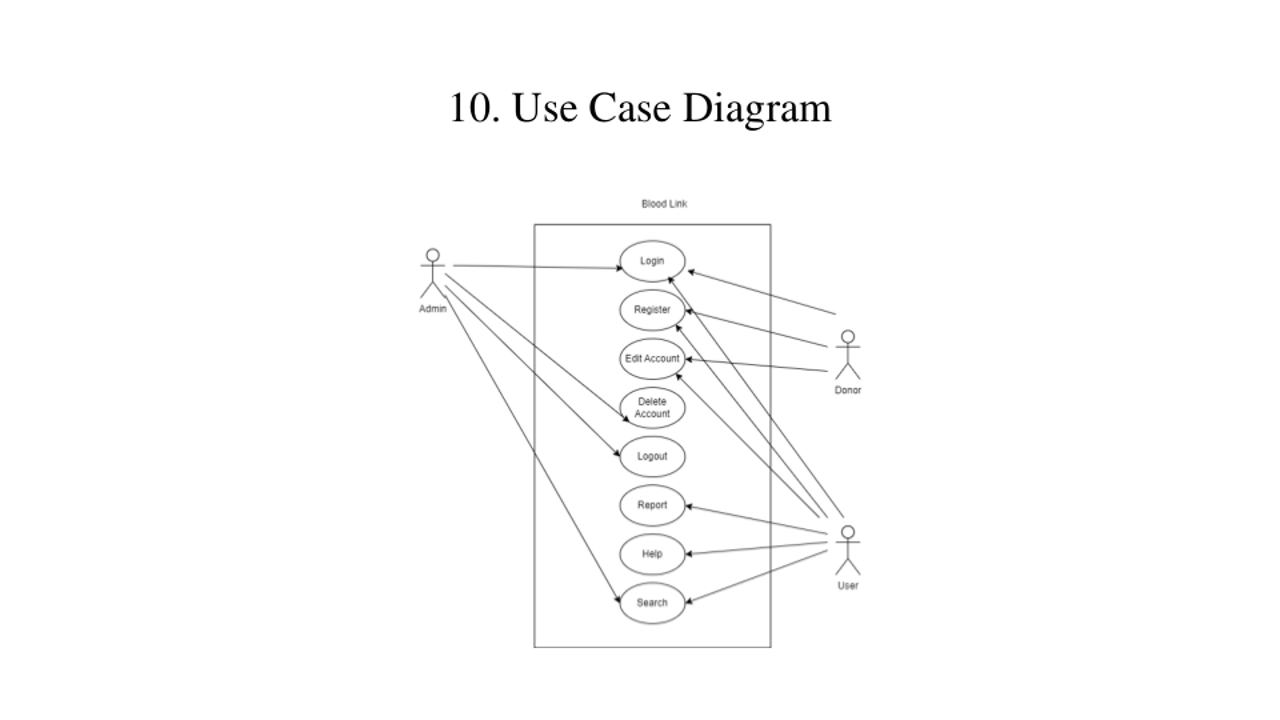 10. Use Case Diagram
Blood Link
Login
Admin
Register
Edit Account
Donor
Delete
Account
Logout
Report
Help
User
Search